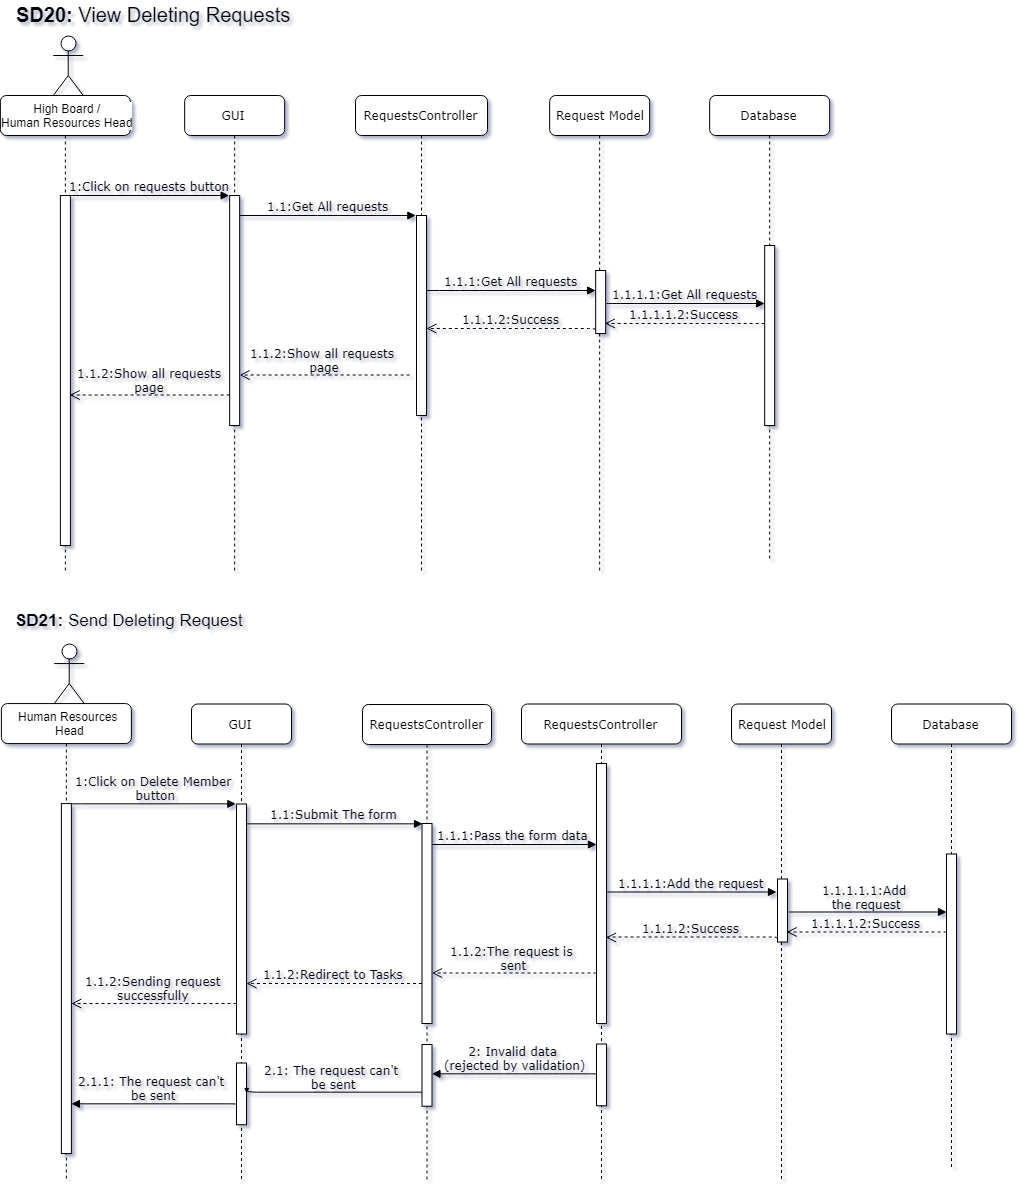 SD20: View Deleting Requests
High Board /
Human Resources Head
GUI
RequestsController
Request Model
Database
1:Click on requests button
1.1:Get All requests
1.1.1:Get All requests
1.1.1.1:Get All requests
1.1.1.1.2:Success
1.1.1.2:Success
1.1.2:Show all requests
page
1.1.2:Show all requests
page
SD21: Send Deleting Request
Human Resources
Head
GUI
RequestsController
RequestsController
Request Model
Database
1:Click on Delete Member
button
1.1:Submit The form
1.1.1:Pass the form data
1.1.1.1:Add the request
1.1.1.1.1:Add
the request
1.1.1.1.2:Success
1.1.1.2:Success
1.1.2:The request is
sent
1.1.2:Redirect to Tasks
1.1.2:Sending request
successfully
2: Invalid data
(rejected by validation)
2.1: The request can't
be sent
2.1.1: The request can't
be sent